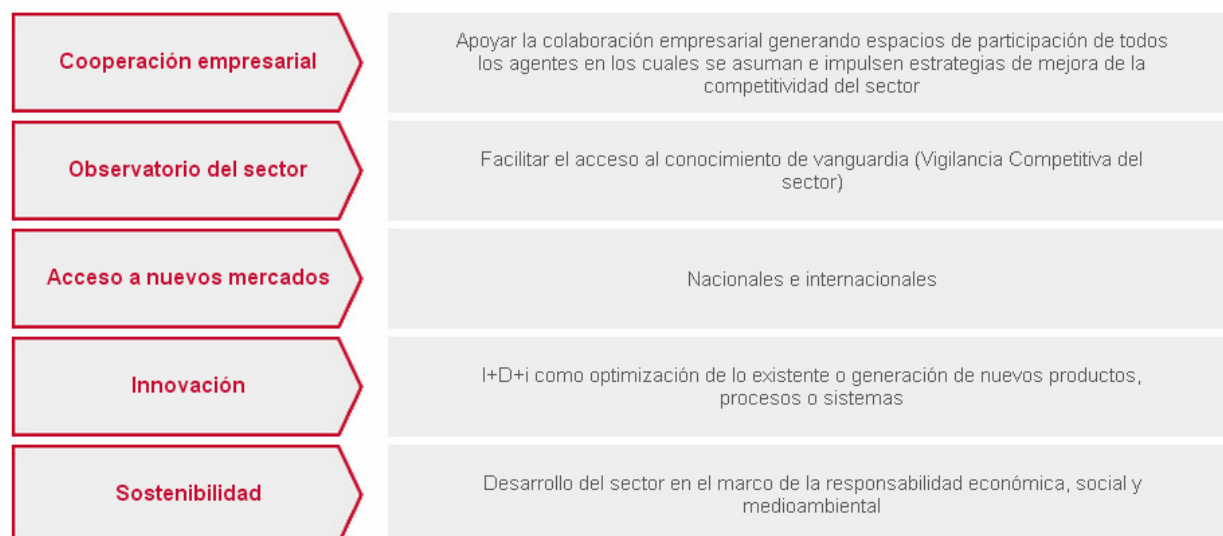 Cooperación empresarial
Apoyar la colaboración empresarial generando espacios de participación de todos
los agentes en los cuales se asuman e impulsen estrategias de mejora de la
competitividad del sector
Observatorio del sector
Facilitar el acceso al conocimiento de vanguardia (Vigilancia Competitiva del
sector)
Acceso a nuevos mercados
Nacionales e internacionales
Innovación
I+D+i como optimización de lo existente o generación de nuevos productos,
procesos o sistemas
Sostenibilidad
Desarrollo del sector en el marco de la responsabilidad económica, social y
medioambiental